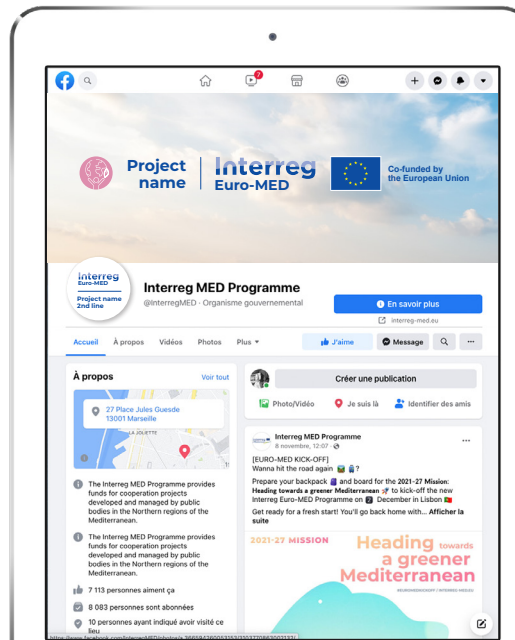 7
Project
name
Interreg
Euro-MED
Co-funded by
the European Union
Interreg
Euro-MED
Project name
2nd line
Interreg MED Programme
@InterregMED · Organisme gouvernemental
En savoir plus
interreg-med.eu
Accueil À propos Vidéos Photos Plus
J'aime Message
À propos Voir tout
27 Place Jules Guesde
13001 Marseille
LA JOLIETTE
The Interreg MED Programme provides
funds for cooperation projects
developed and managed by public
bodies in the Northern regions of the
Mediterranean.
The Interreg MED Programme provides
funds for cooperation projects
developed and managed by public
bodies in the Northern regions of the
Mediterranean.
7 113 personnes aiment ça
8 083 personnes sont abonnées
10 personnes ayant indiqué avoir visité ce
lieu
Créer une publication
Photo/Vidéo Je suis là Identifier des amis
Interreg MED Programme
8 novembre, 12:07
[EURO-MED KICK-OFF]
Wanna hit the road again ?
Prepare your backpack and board for the 2021-27 Mission:
Heading towards a greener Mediterranean to kick-off the new
Interreg Euro-MED Programme on 2 December in Lisbon
Get ready for a fresh start! You'll go back home with... Afficher la
suite
2021-27 MISSION
Heading towards
a greener
Mediterranean